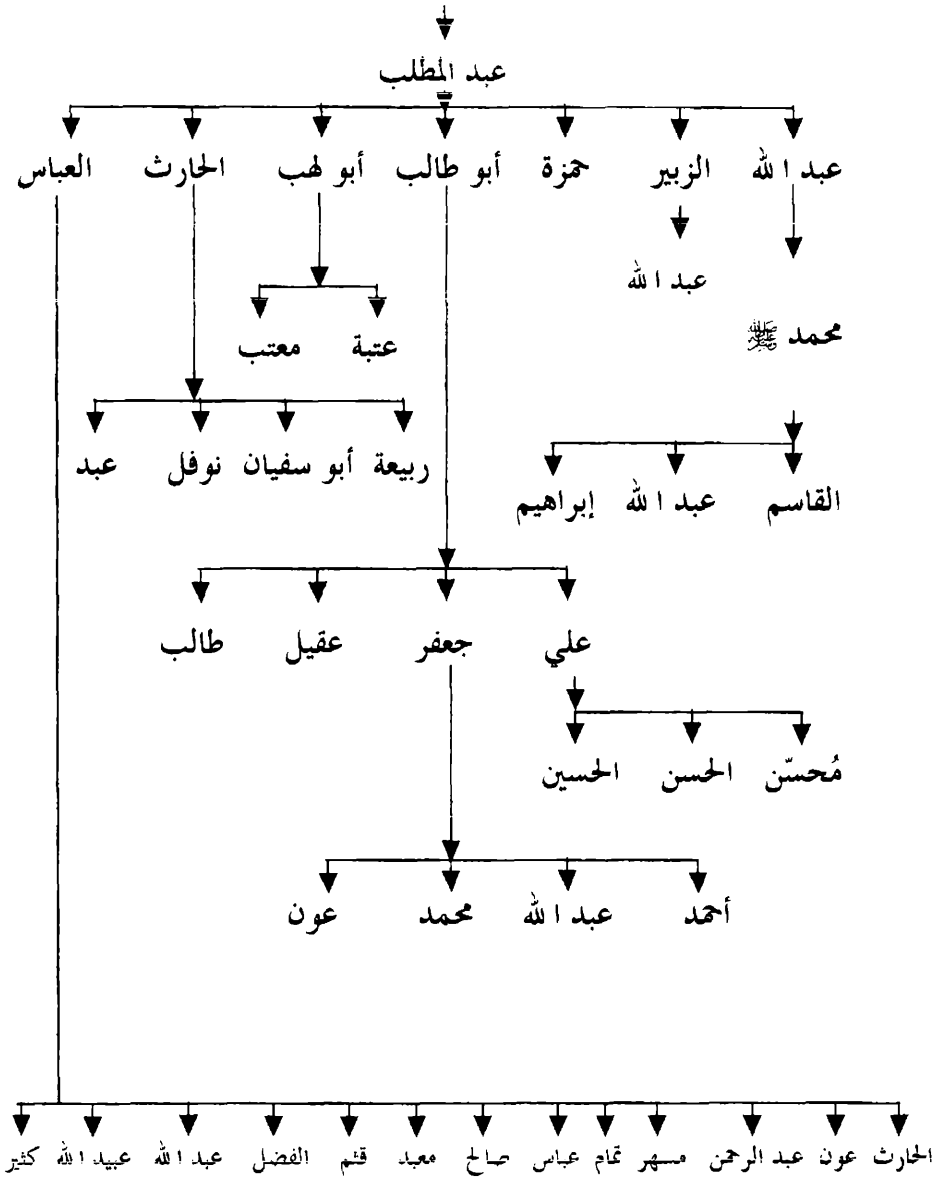 عبد المطلب
عبد الله الزبير حمزة أبو طالب أبو لهب الحارث العباس
عبد الله
محمد ﷺ
عتبة معتب
ربيعة أبو سفيان نوفل عبد
القاسم عبد الله إبراهيم
علي جعفر عقيل طالب
مُحسّن الحسن الحسين
أحمد عبد الله محمد عون
الحارث عون عبد الرحمن مسهر تمام عباس صالح معبد قثم الفضل عبد الله عبيد الله كثير